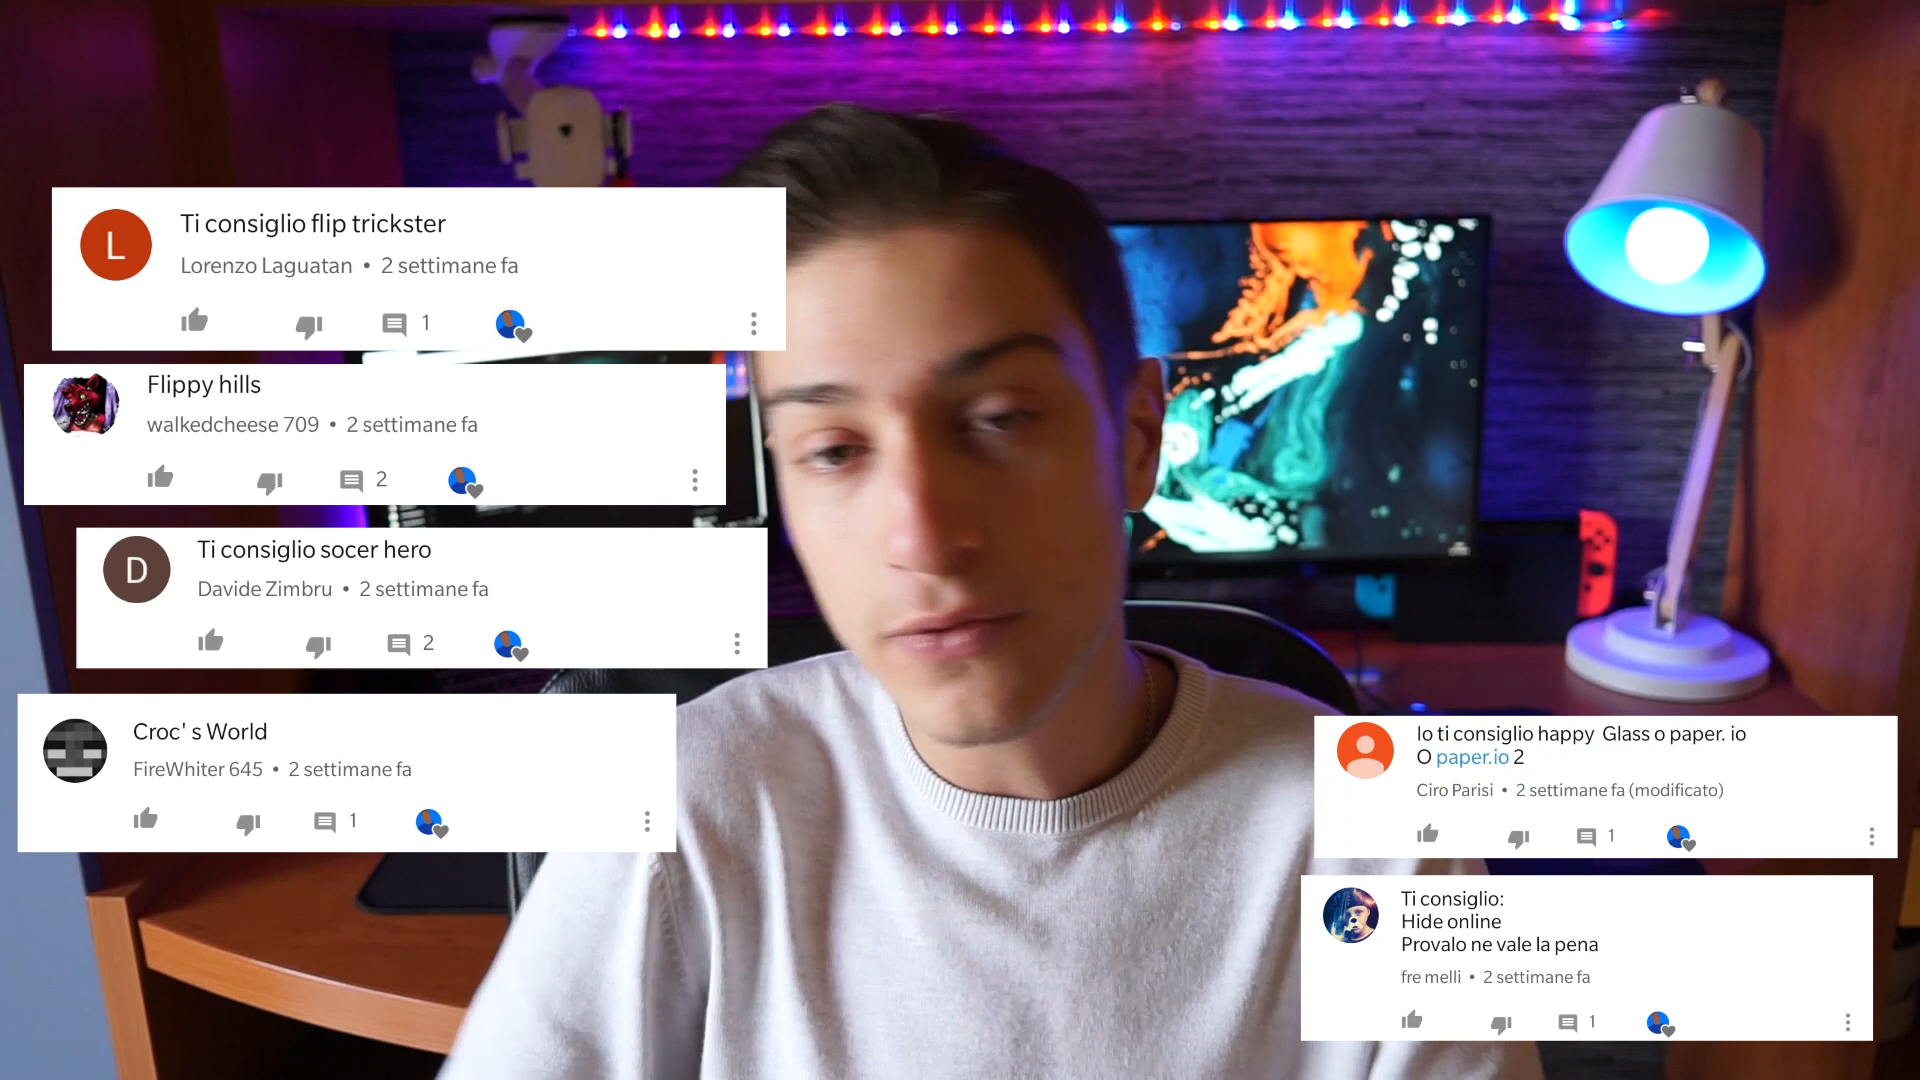 L
Ti consiglio flip trickster
Lorenzo Laguatan • 2 settimane fa
1
Flippy hills
walkedcheese 709 • 2 settimane fa
2
D
Ti consiglio socer hero
Davide Zimbru • 2 settimane fa
2
Croc' s World
FireWhiter 645 • 2 settimane fa
1
Io ti consiglio happy Glass o paper. io
O paper.io 2
Ciro Parisi • 2 settimane fa (modificato)
1
Ti consiglio:
Hide online
Provalo ne vale la pena
fre melli • 2 settimane fa
1